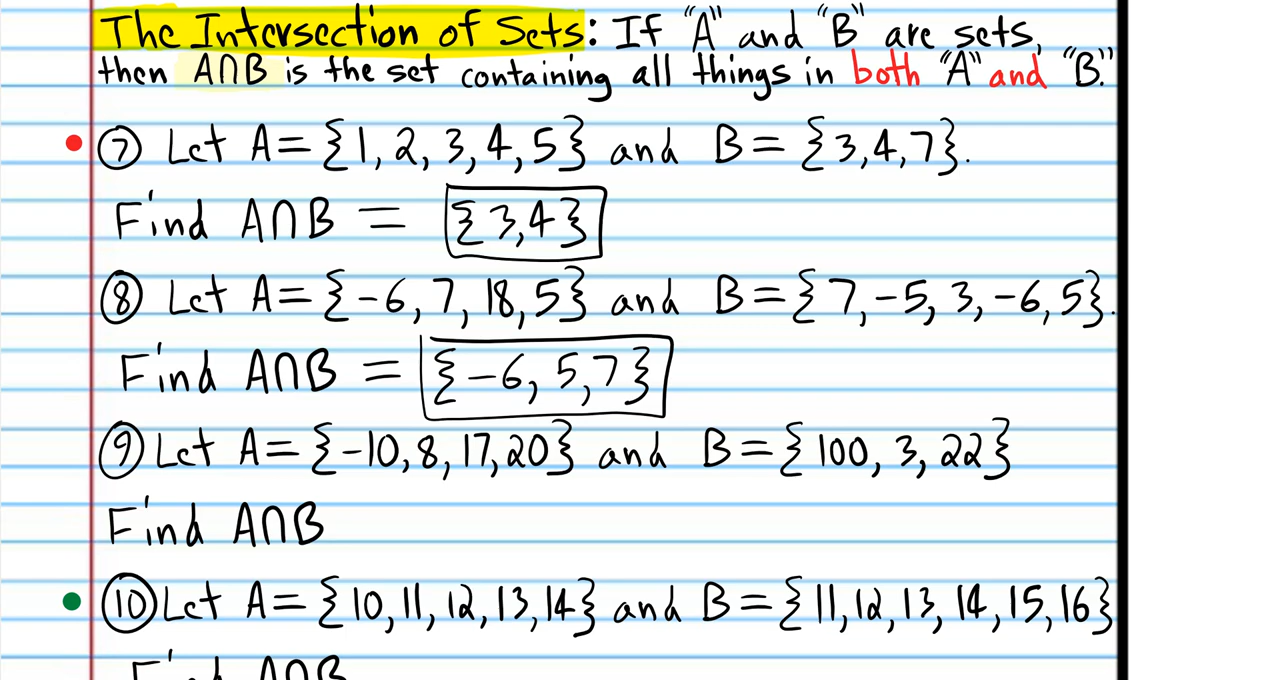 The Intersection of Sets: If "A" and "B" are sets,
then A∩B is the set containing all things in both "A" and "B."
⑦ Let A = {1, 2, 3, 4, 5} and B = {3, 4, 7}.
Find A∩B = {3, 4}
⑧ Let A = {-6, 7, 18, 5} and B = {7, -5, 3, -6, 5}.
Find A∩B = {-6, 5, 7}
⑨ Let A = {-10, 8, 17, 20} and B = {100, 3, 22}
Find A∩B
⑩ Let A = {10, 11, 12, 13, 14} and B = {11, 12, 13, 14, 15, 16}
Find A∩B